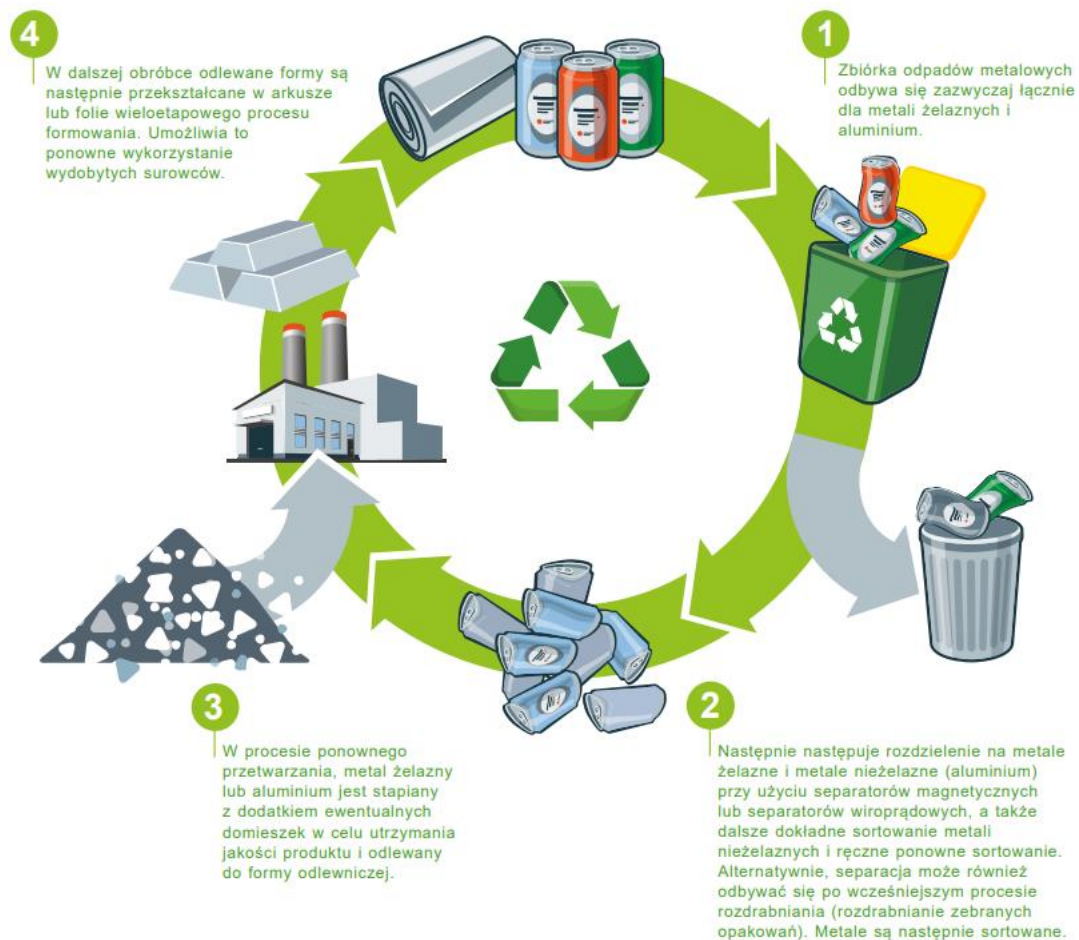 4
W dalszej obróbce odlewane formy są
następnie przekształcane w arkusze
lub folie wieloetapowego procesu
formowania. Umożliwia to
ponowne wykorzystanie
wydobytych surowców.
1
Zbiórka odpadów metalowych
odbywa się zazwyczaj łącznie
dla metali żelaznych i
aluminium.
3
W procesie ponownego
przetwarzania, metal żelazny
lub aluminium jest stapiany
z dodatkiem ewentualnych
domieszek w celu utrzymania
jakości produktu i odlewany
do formy odlewniczej.
2
Następnie następuje rozdzielenie na metale
żelazne i metale nieżelazne (aluminium)
przy użyciu separatorów magnetycznych
lub separatorów wiroprądowych, a także
dalsze dokładne sortowanie metali
nieżelaznych i ręczne ponowne sortowanie.
Alternatywnie, separacja może również
odbywać się po wcześniejszym procesie
rozdrabniania (rozdrabnianie zebranych
opakowań). Metale są następnie sortowane.